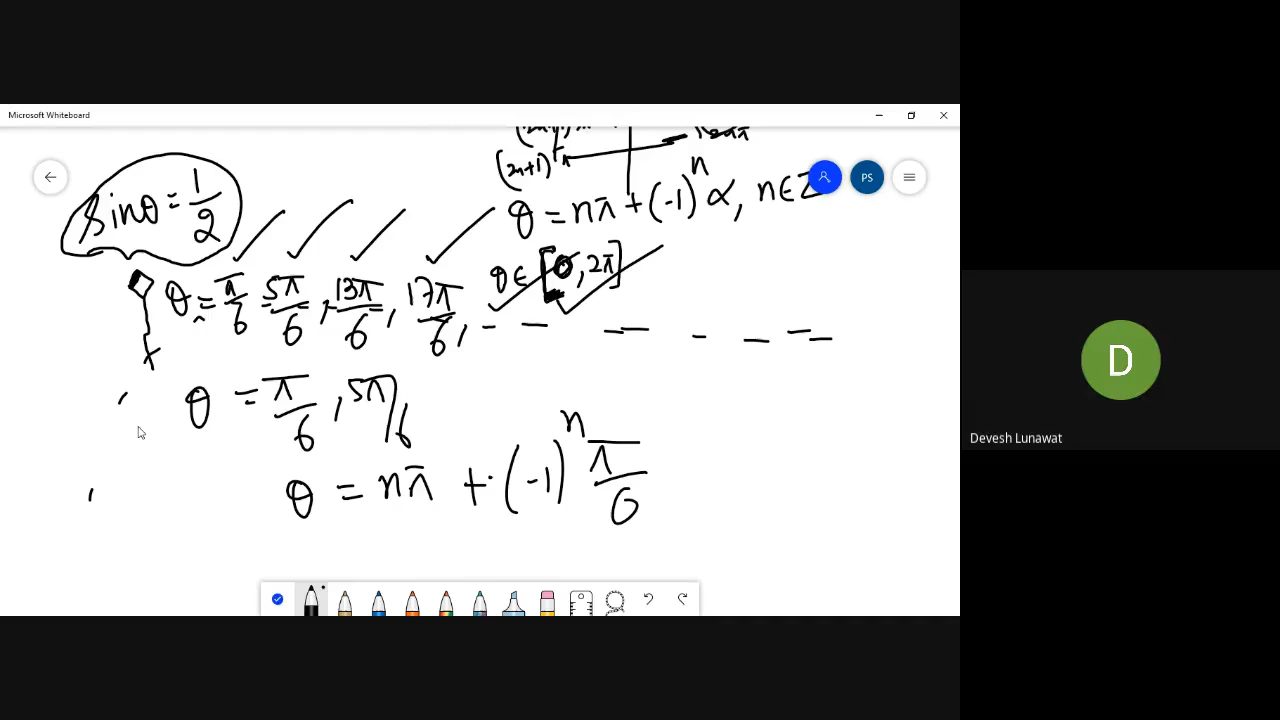 Microsoft Whiteboard
(2n+1)π
PS
sinθ = 1/2
θ = nπ + (-1)^n α, n∈Z
θ ∈ [0, 2π]
θ = π/6, 5π/6, 13π/6, 17π/6, - - - - - -
θ = π/6, 5π/6
θ = nπ + (-1)^n π/6
D
Devesh Lunawat